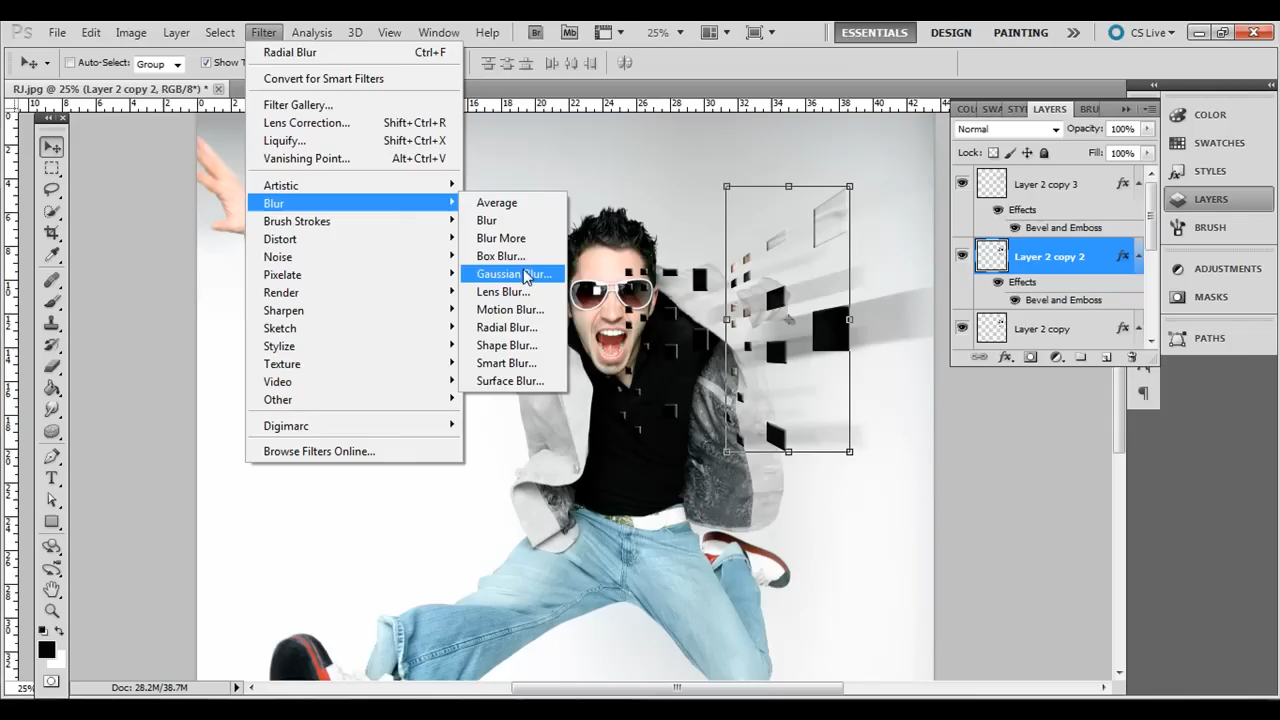 Ps File Edit Image Layer Select Filter Analysis 3D View Window Help Br Mb 25% ESSENTIALS DESIGN PAINTING CS Live
Auto-Select: Group
RJ.jpg @ 25% (Layer 2 copy 2, RGB/8*) *
Radial Blur Ctrl+F
Convert for Smart Filters
Filter Gallery...
Lens Correction... Shift+Ctrl+R
Liquify... Shift+Ctrl+X
Vanishing Point... Alt+Ctrl+V
Artistic
Blur
Brush Strokes
Distort
Noise
Pixelate
Render
Sharpen
Sketch
Stylize
Texture
Video
Other
Digimarc
Browse Filters Online...
Average
Blur
Blur More
Box Blur...
Gaussian Blur...
Lens Blur...
Motion Blur...
Radial Blur...
Shape Blur...
Smart Blur...
Surface Blur...
LAYERS
Normal Opacity: 100%
Lock: Fill: 100%
Layer 2 copy 3 fx
Effects
Bevel and Emboss
Layer 2 copy 2 fx
Effects
Bevel and Emboss
Layer 2 copy fx
COLOR
SWATCHES
STYLES
LAYERS
BRUSH
ADJUSTMENTS
MASKS
PATHS
Doc: 28.2M/38.7M